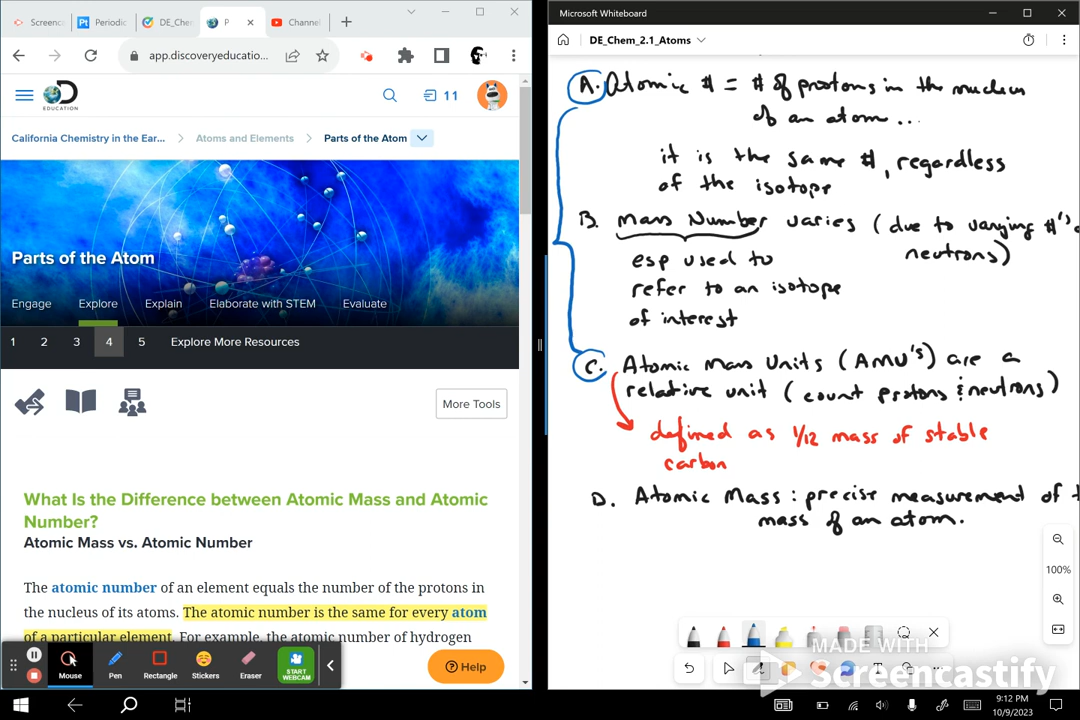 Screenc
Periodic
DE_Cher
P
Channel
app.discoveryeducatio...
EDUCATION
11
California Chemistry in the Ear...
Atoms and Elements
Parts of the Atom
Parts of the Atom
Engage
Explore
Explain
Elaborate with STEM
Evaluate
1 2 3 4 5 Explore More Resources
More Tools
What Is the Difference between Atomic Mass and Atomic
Number?
Atomic Mass vs. Atomic Number
The atomic number of an element equals the number of the protons in
the nucleus of its atoms. The atomic number is the same for every atom
of a particular element. For example, the atomic number of hydrogen
Mouse
Pen
Rectangle
Stickers
Eraser
START
WEBCAM
Help
Microsoft Whiteboard
DE_Chem_2.1_Atoms
A. Atomic # = # of protons in the nucleus
of an atom ...
it is the same #, regardless
of the isotope
B. Mass Number varies (due to varying #'s
neutrons)
esp used to
refer to an isotope
of interest
C. Atomic Mass Units (AMU's) are a
relative unit (count protons & neutrons)
defined as 1/12 mass of stable
carbon
D. Atomic Mass: precise measurement of t
mass of an atom.
100%
MADE WITH
Screencastify
9:12 PM
10/9/2023